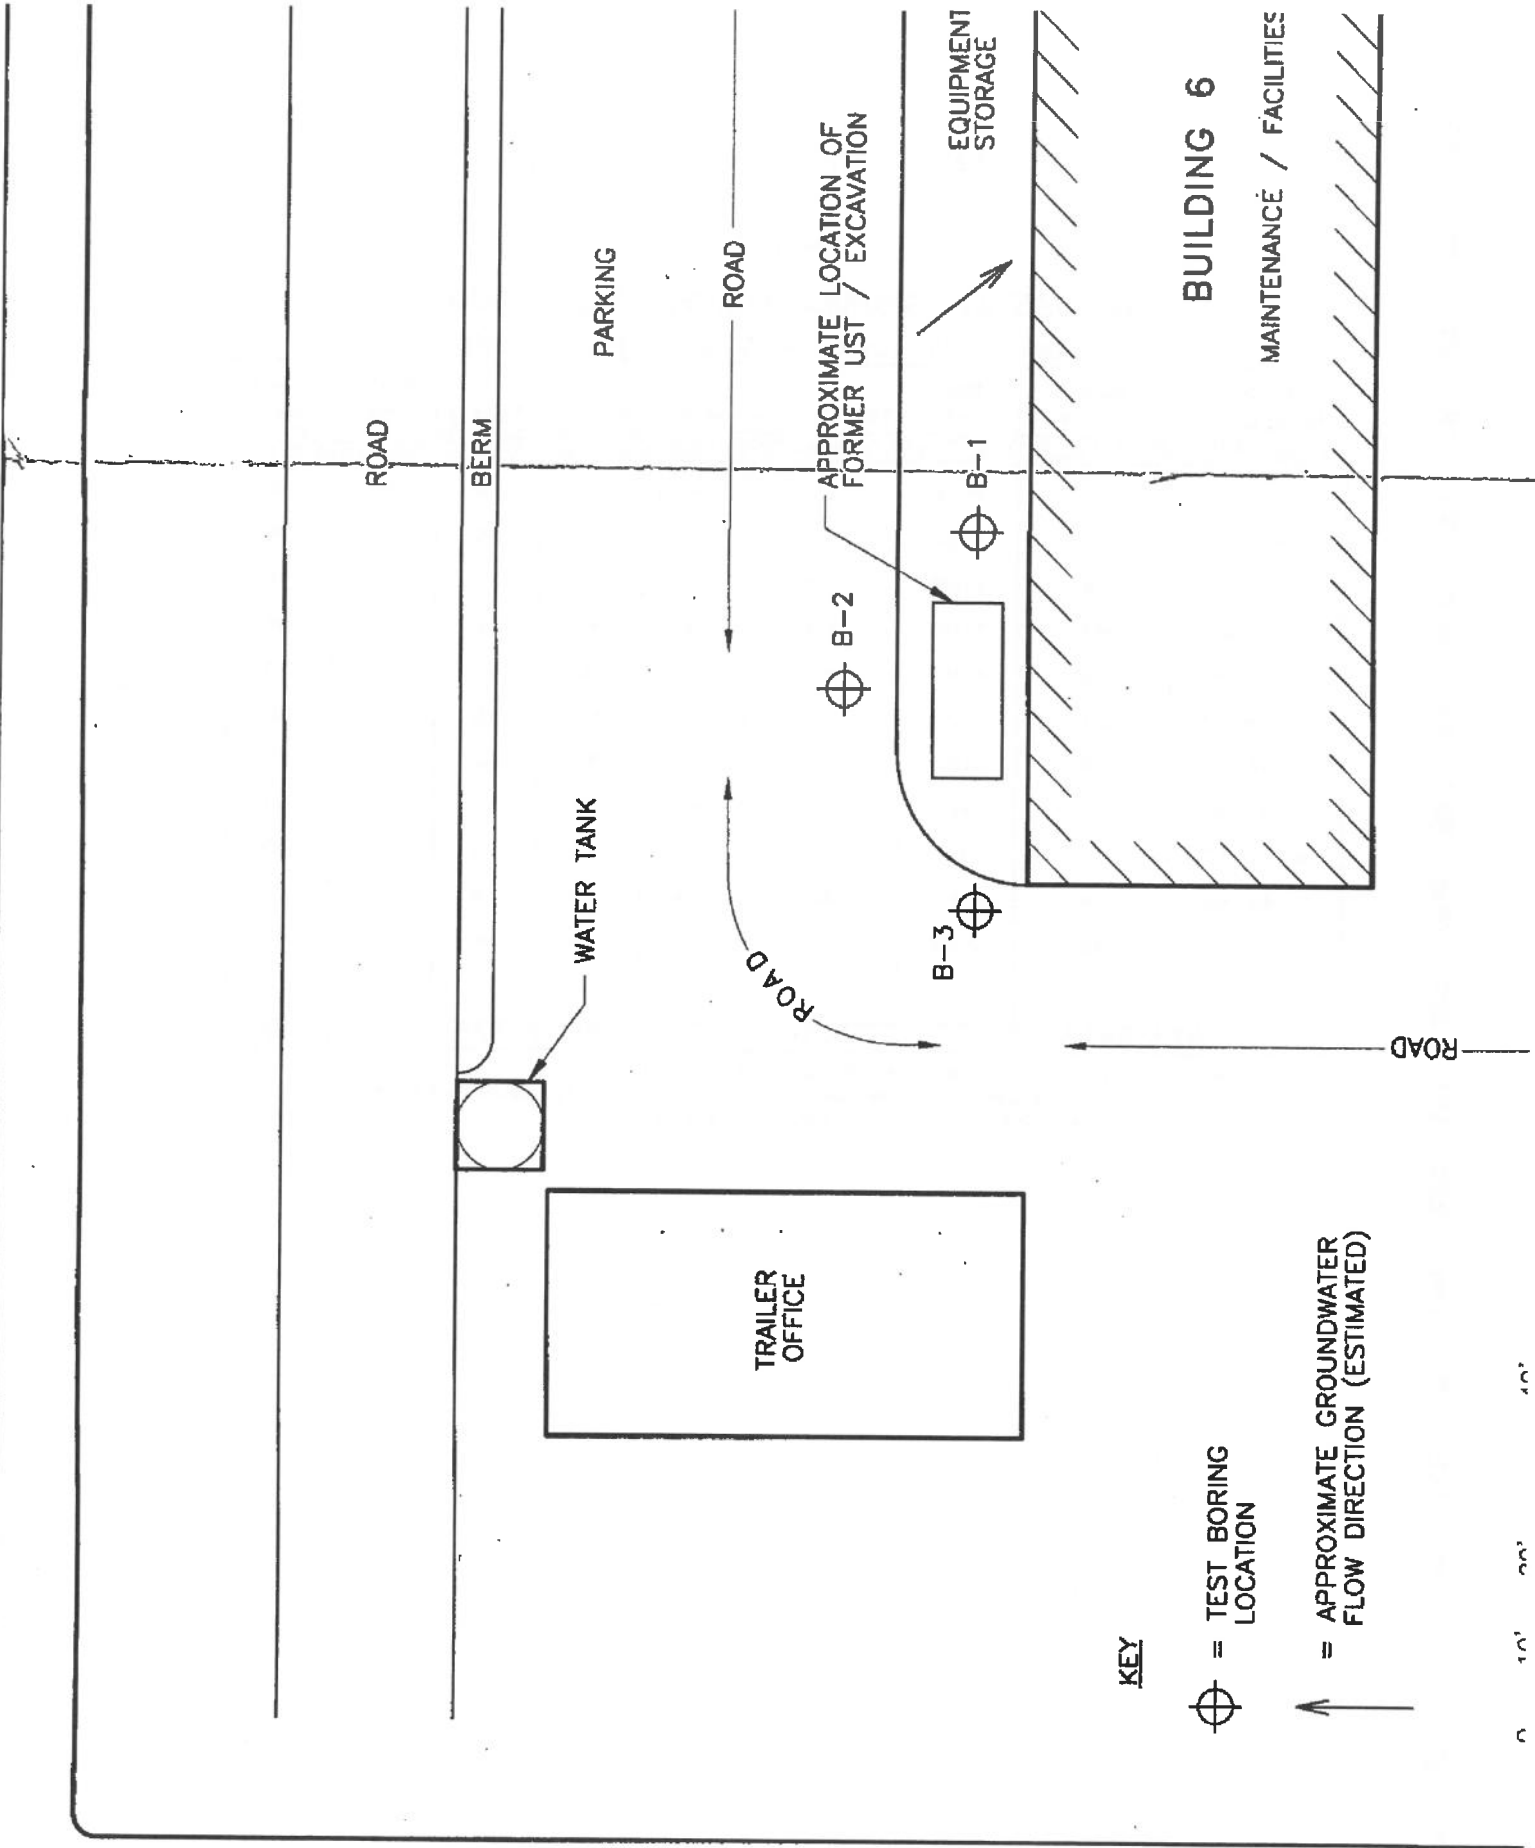 ROAD
BERM
PARKING
ROAD
WATER TANK
ROAD
APPROXIMATE LOCATION OF
FORMER UST / EXCAVATION
B-2
B-1
B-3
EQUIPMENT
STORAGE
BUILDING 6
MAINTENANCE / FACILITIES
ROAD
TRAILER
OFFICE
KEY
= TEST BORING
LOCATION
= APPROXIMATE GROUNDWATER
FLOW DIRECTION (ESTIMATED)